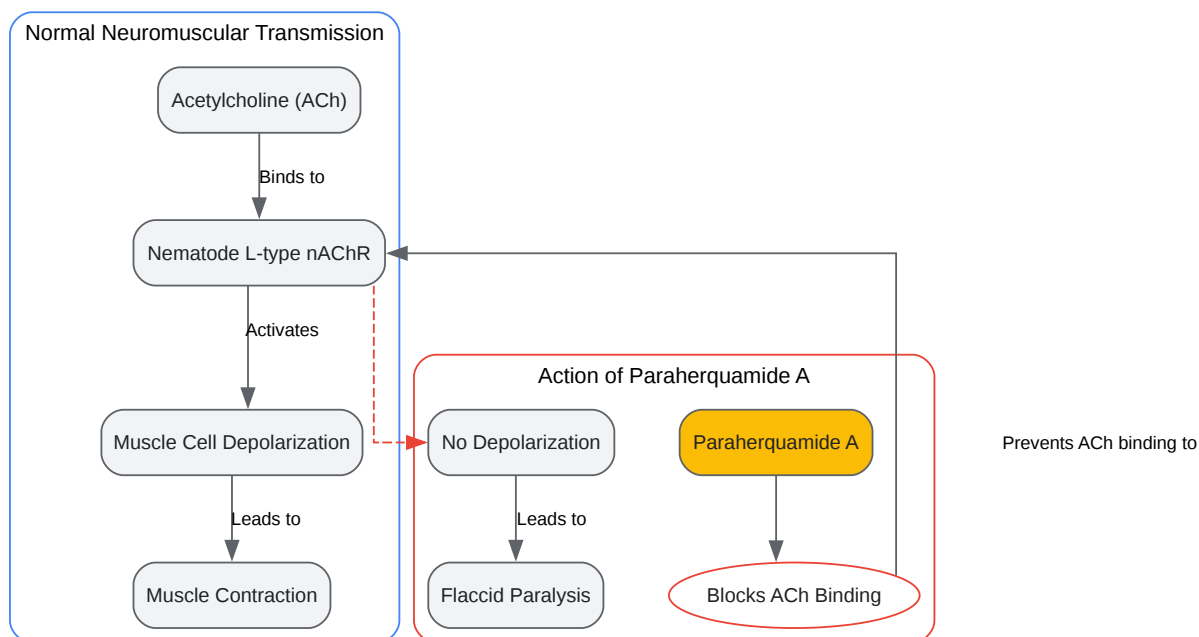 Normal Neuromuscular Transmission
Acetylcholine (ACh)
Binds to
Nematode L-type nAChR
Activates
Muscle Cell Depolarization
Leads to
Muscle Contraction
Action of Paraherquamide A
No Depolarization
Leads to
Flaccid Paralysis
Paraherquamide A
Blocks ACh Binding
Prevents ACh binding to